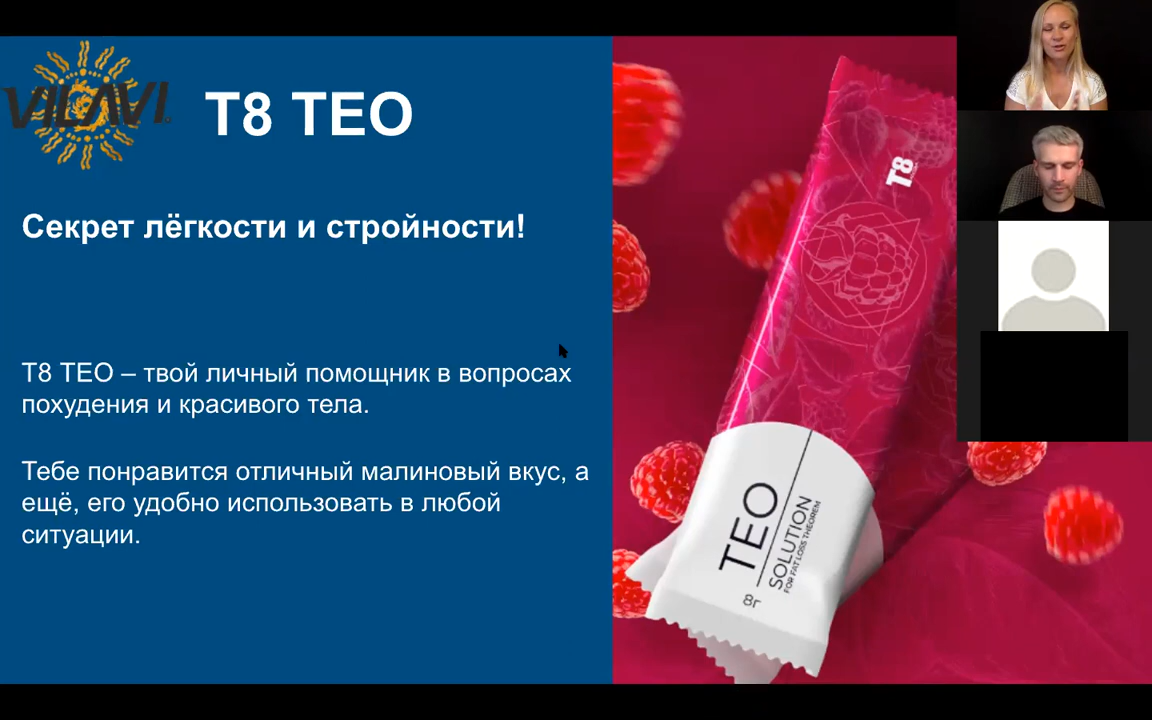 VILAVI
T8 TEO
Секрет лёгкости и стройности!
T8 TEO – твой личный помощник в вопросах
похудения и красивого тела.
Тебе понравится отличный малиновый вкус, а
ещё, его удобно использовать в любой
ситуации.
T8
TEO
SOLUTION
FOR FAT LOSS THEOREM
8г